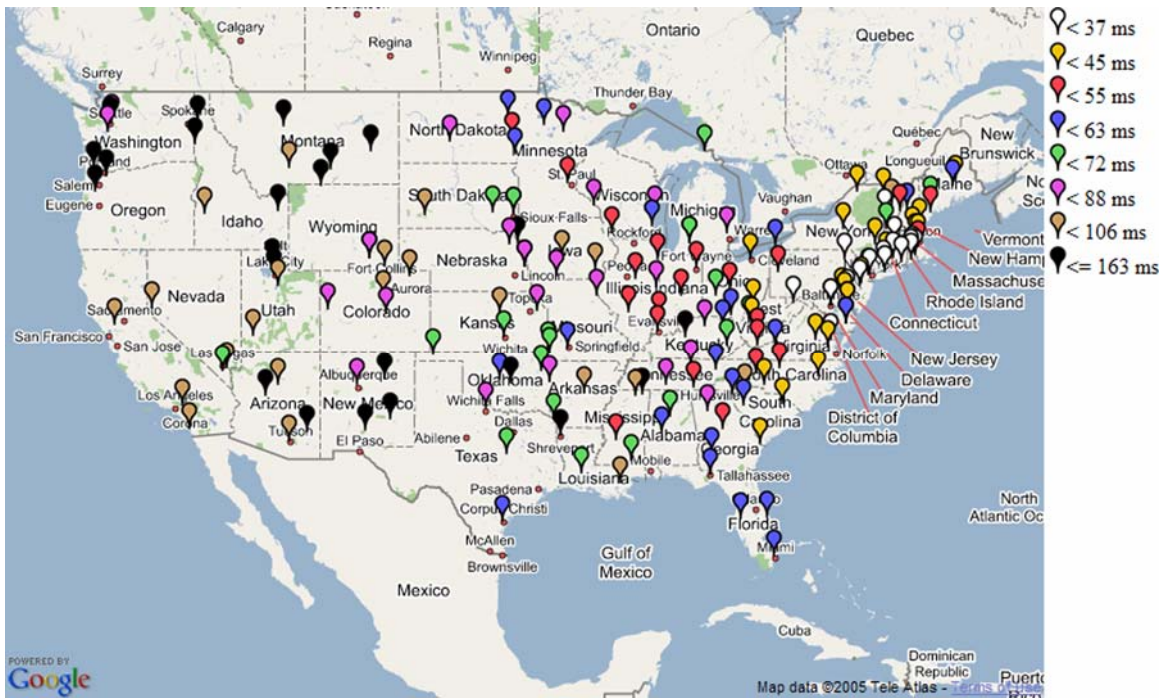 Calgary
Regina
Winnipeg
Ontario
Quebec
Surrey
Thunder Bay
Seattle
Spokane
Washington
Montana
North Dakota
Minnesota
Québec
New
Brunswick
Ottawa
Longueuil
Maine
Portland
Salem
Eugene
Oregon
Idaho
St. Paul
South Dakota
Wisconsin
Michigan
Vaughan
Wyoming
Sioux Falls
Rockford
Warren
New York
Vermont
New Hamp
Massachuse
Rhode Island
Connecticut
New Jersey
Delaware
Maryland
District of
Columbia
Lake City
Fort Collins
Nebraska
Iowa
Fort Wayne
Cleveland
Nevada
Aurora
Lincoln
Peoria
Illinois
Indiana
Ohio
Baltimore
Sacramento
Utah
Colorado
Topeka
San Francisco
San Jose
Kansas
Missouri
Evansville
West
Virginia
Las Vegas
Wichita
Springfield
Kentucky
Virginia
Norfolk
Albuquerque
Oklahoma
Arkansas
Tennessee
North Carolina
Los Angeles
Corona
Arizona
New Mexico
Wichita Falls
Huntsville
South
Carolina
Tucson
El Paso
Abilene
Dallas
Shreveport
Mississippi
Alabama
Georgia
Texas
Louisiana
Mobile
Tallahassee
Pasadena
Corpus Christi
Orlando
Florida
North
Atlantic Oc
McAllen
Brownsville
Miami
Gulf of
Mexico
Mexico
Cuba
Dominican
Republic
Puerto
POWERED BY
Google
Map data ©2005 Tele Atlas - Terms of Use
< 37 ms
< 45 ms
< 55 ms
< 63 ms
< 72 ms
< 88 ms
< 106 ms
<= 163 ms